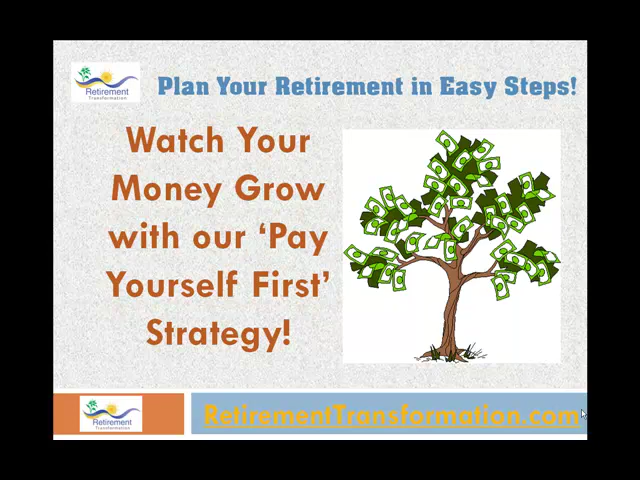 Retirement
Transformation
Plan Your Retirement in Easy Steps!
Watch Your
Money Grow
with our ‘Pay
Yourself First’
Strategy!
Retirement
Transformation
RetirementTransformation.com